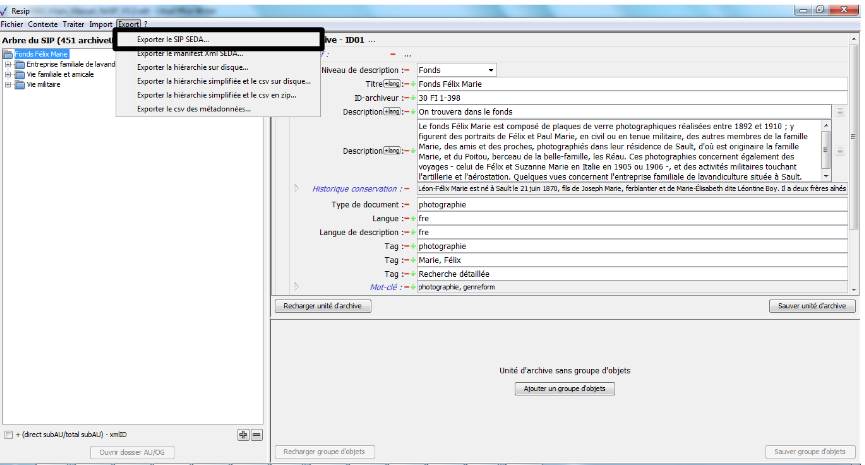 Resip
Fichier Contexte Traiter Import Export ?
Arbre du SIP (451 archiveU
Fonds Félix Marie
Entreprise familiale de lavand
Vie familiale et amicale
Vie militaire
Exporter le SIP SEDA...
Exporter le manifest Xml SEDA...
Exporter la hiérarchie sur disque...
Exporter la hiérarchie simplifiée et le csv sur disque...
Exporter la hiérarchie simplifiée et le csv en zip...
Exporter le csv des métadonnées...
ive - ID01 ...
: - ...
Niveau de description :- Fonds
Titre +lang :-+ Fonds Félix Marie
ID-archiveur :-+ 30 FI 1-398
Description +lang :-+ On trouvera dans le fonds
Description +lang :-+ Le fonds Félix Marie est composé de plaques de verre photographiques réalisées entre 1892 et 1910 ; y
figurent des portraits de Félix et Paul Marie, en civil ou en tenue militaire, des autres membres de la famille
Marie, des amis et des proches, photographiés dans leur résidence de Sault, d'où est originaire la famille
Marie, et du Poitou, berceau de la belle-famille, les Réau. Ces photographies concernent également des
voyages - celui de Félix et Suzanne Marie en Italie en 1905 ou 1906 -, et des activités militaires touchant
l'artillerie et l'aérostation. Quelques vues concernent l'entreprise familiale de lavandiculture située à Sault.
Historique conservation : - Léon-Félix Marie est né à Sault le 21 juin 1870, fils de Joseph Marie, ferblantier et de Marie-Élisabeth dite Léontine Boy. Il a deux frères aînés
Type de document :- photographie
Langue :-+ fre
Langue de description :-+ fre
Tag :-+ photographie
Tag :-+ Marie, Félix
Tag :-+ Recherche détaillée
Mot-clé :-+ photographie, genreform
Recharger unité d'archive
Sauver unité d'archive
Unité d'archive sans groupe d'objets
Ajouter un groupe d'objets
+ (direct subAU/total subAU) - xmlID
Ouvrir dossier AU/OG
Recharger groupe d'objets
Sauver groupe d'objets